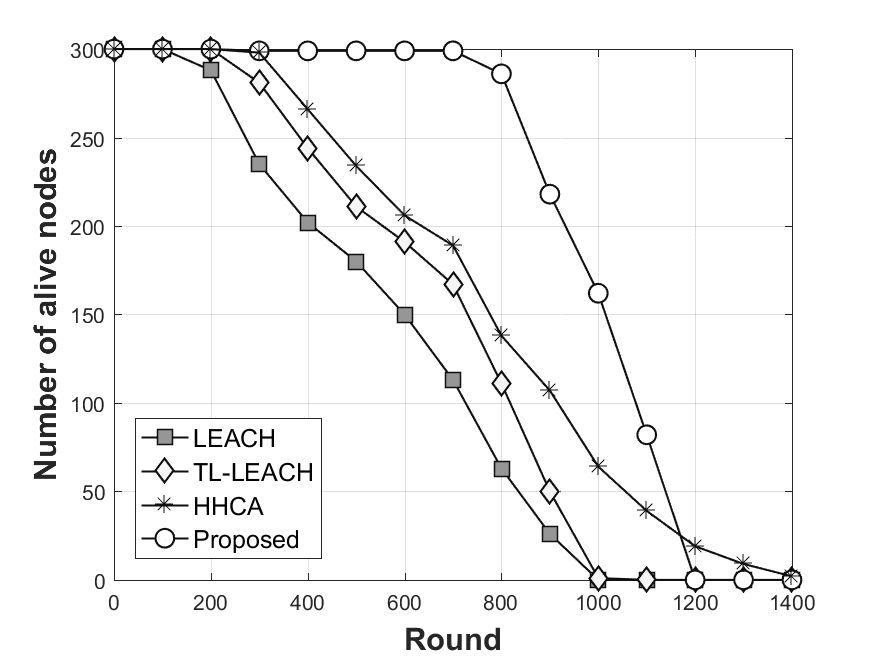 300
250
200
150
100
50
0
Number of alive nodes
LEACH
TL-LEACH
HHCA
Proposed
0 200 400 600 800 1000 1200 1400
Round